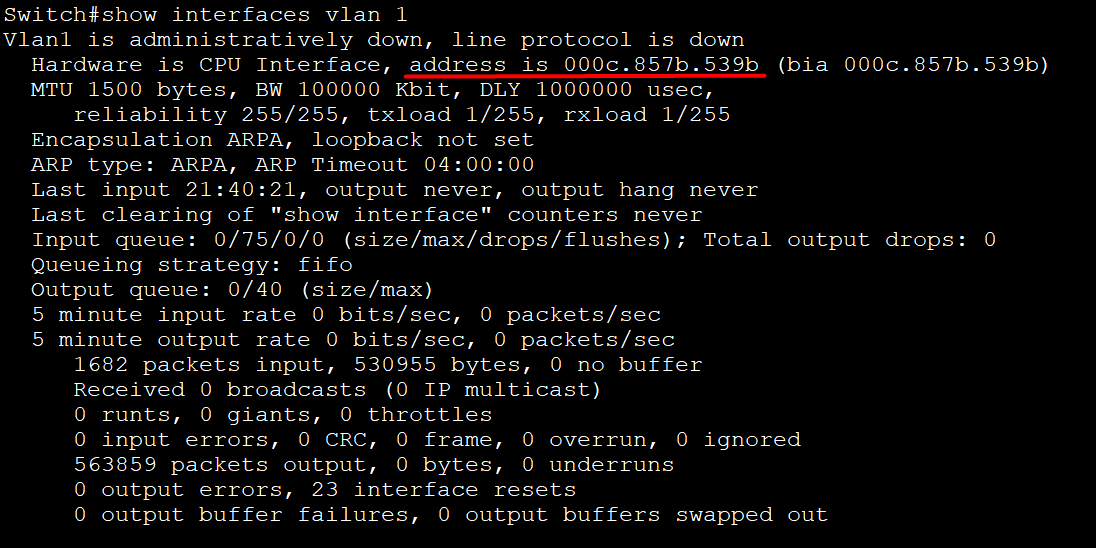 Switch#show interfaces vlan 1
Vlan1 is administratively down, line protocol is down
Hardware is CPU Interface, address is 000c.857b.539b (bia 000c.857b.539b)
MTU 1500 bytes, BW 100000 Kbit, DLY 1000000 usec,
reliability 255/255, txload 1/255, rxload 1/255
Encapsulation ARPA, loopback not set
ARP type: ARPA, ARP Timeout 04:00:00
Last input 21:40:21, output never, output hang never
Last clearing of "show interface" counters never
Input queue: 0/75/0/0 (size/max/drops/flushes); Total output drops: 0
Queueing strategy: fifo
Output queue: 0/40 (size/max)
5 minute input rate 0 bits/sec, 0 packets/sec
5 minute output rate 0 bits/sec, 0 packets/sec
1682 packets input, 530955 bytes, 0 no buffer
Received 0 broadcasts (0 IP multicast)
0 runts, 0 giants, 0 throttles
0 input errors, 0 CRC, 0 frame, 0 overrun, 0 ignored
563859 packets output, 0 bytes, 0 underruns
0 output errors, 23 interface resets
0 output buffer failures, 0 output buffers swapped out